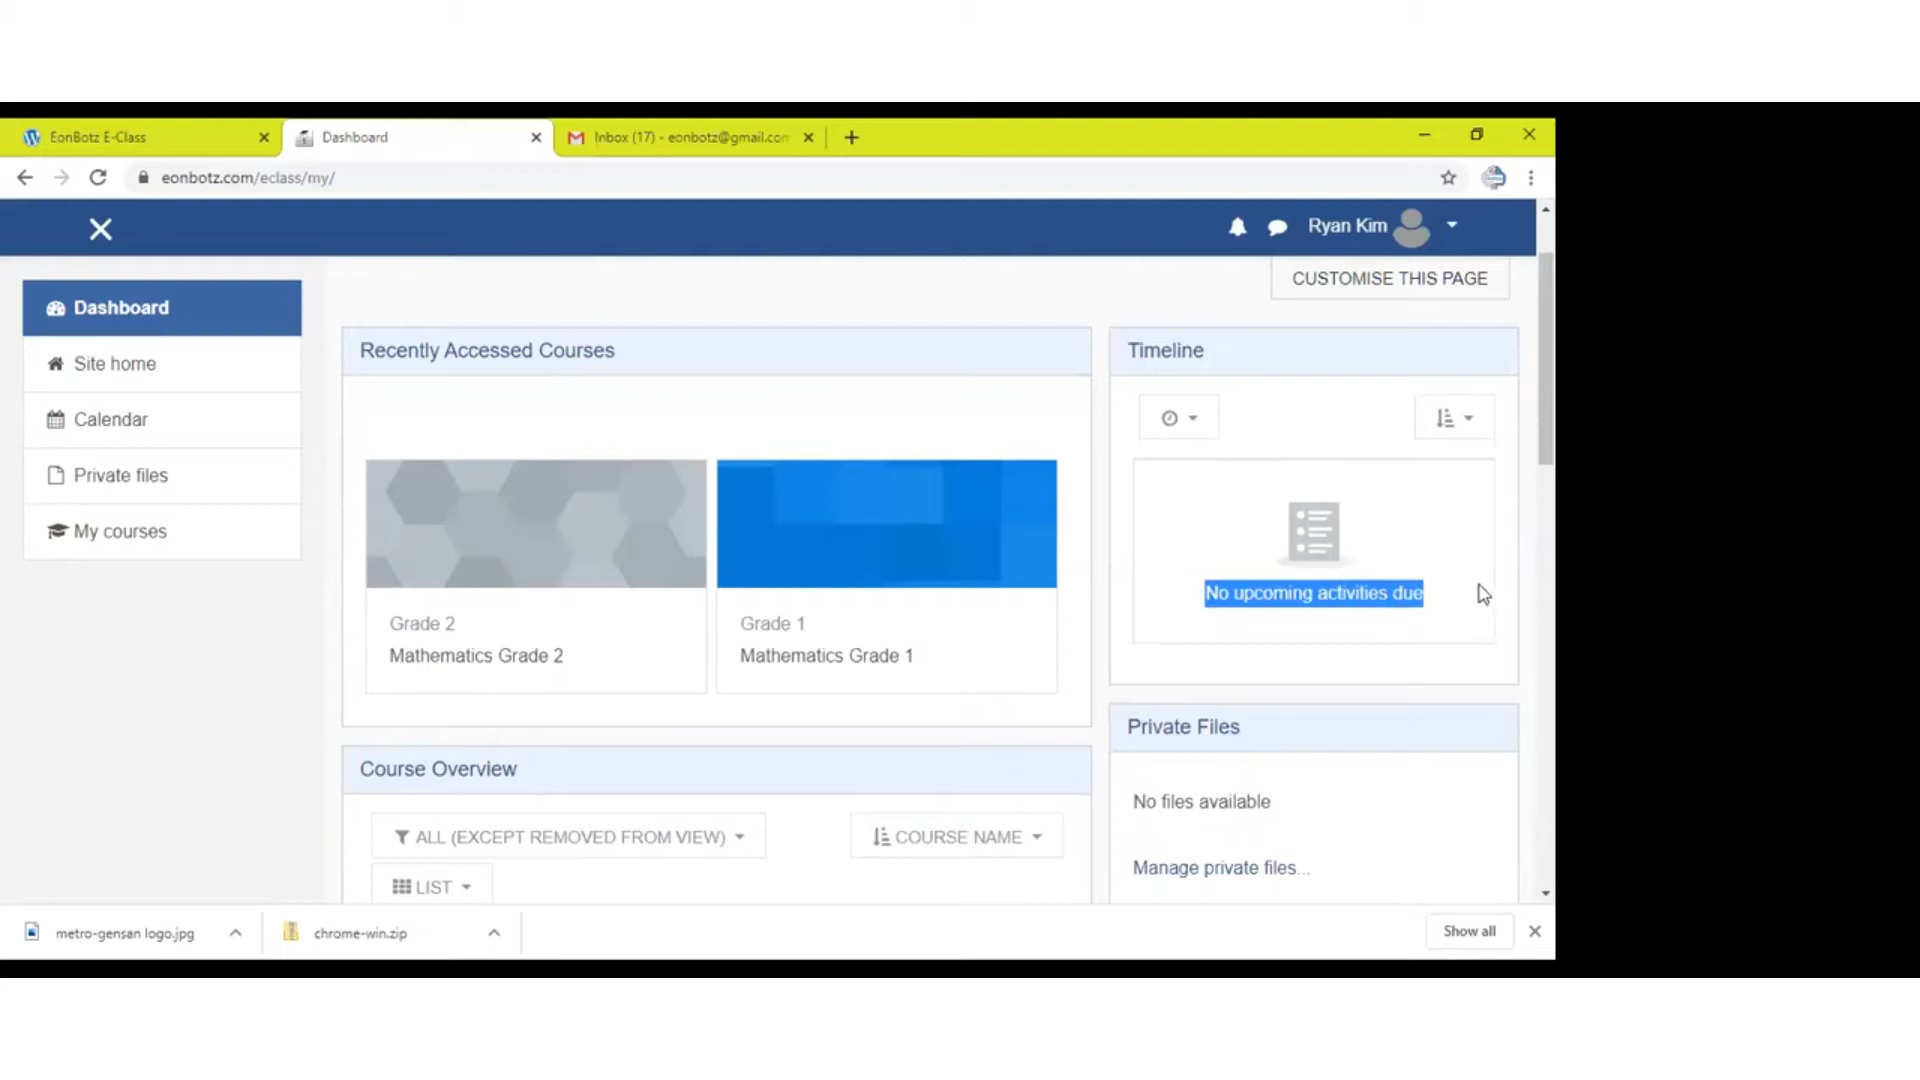 EonBotz E-Class
Dashboard
Inbox (17) - eonbotz@gmail.com
eonbotz.com/eclass/my/
Ryan Kim
CUSTOMISE THIS PAGE
Dashboard
Site home
Calendar
Private files
My courses
Recently Accessed Courses
Grade 2
Mathematics Grade 2
Grade 1
Mathematics Grade 1
Timeline
No upcoming activities due
Course Overview
ALL (EXCEPT REMOVED FROM VIEW)
COURSE NAME
LIST
Private Files
No files available
Manage private files...
metro-gensan logo.jpg
chrome-win.zip
Show all